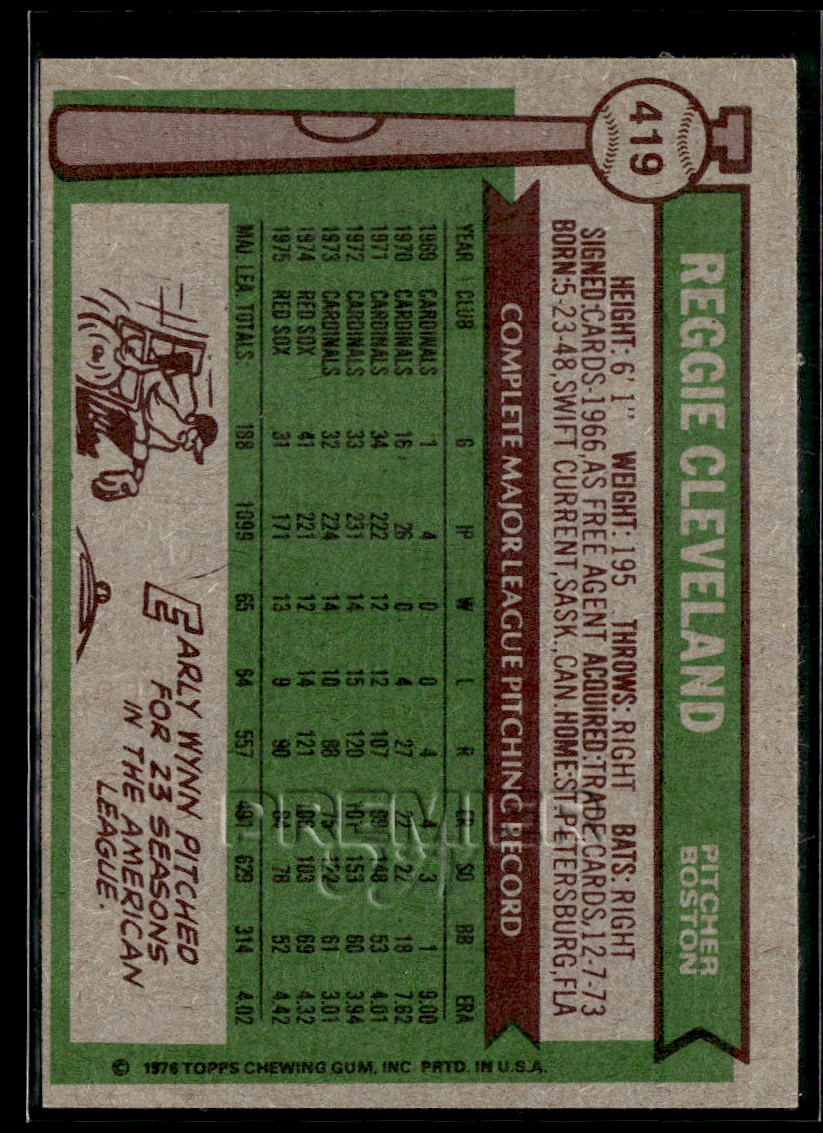 419
REGGIE CLEVELAND
PITCHER
BOSTON
HEIGHT: 6' 1" WEIGHT: 195 THROWS: RIGHT BATS: RIGHT
SIGNED: CARDS-1966, AS FREE AGENT ACQUIRED: TRADE CARDS, 12-7-73
BORN: 5-23-48, SWIFT CURRENT, SASK., CAN. HOME: ST. PETERSBURG, FLA
COMPLETE MAJOR LEAGUE PITCHING RECORD
YEAR CLUB G IP W L R ER SO BB ERA
1969 CARDINALS 1 4 0 0 4 4 3 1 9.00
1970 CARDINALS 16 26 0 4 27 22 22 18 7.62
1971 CARDINALS 34 222 12 12 107 148 53 4.01
1972 CARDINALS 33 231 14 15 120 101 153 60 3.94
1973 CARDINALS 32 224 14 10 88 75 122 61 3.01
1974 RED SOX 41 221 12 14 121 106 103 69 4.32
1975 RED SOX 31 171 13 9 90 84 78 52 4.42
MAJ. LEA. TOTALS: 188 1099 65 64 557 491 629 314 4.02
EARLY WYNN PITCHED
FOR 23 SEASONS
IN THE AMERICAN
LEAGUE.
© 1976 TOPPS CHEWING GUM, INC. PRTD. IN U.S.A.